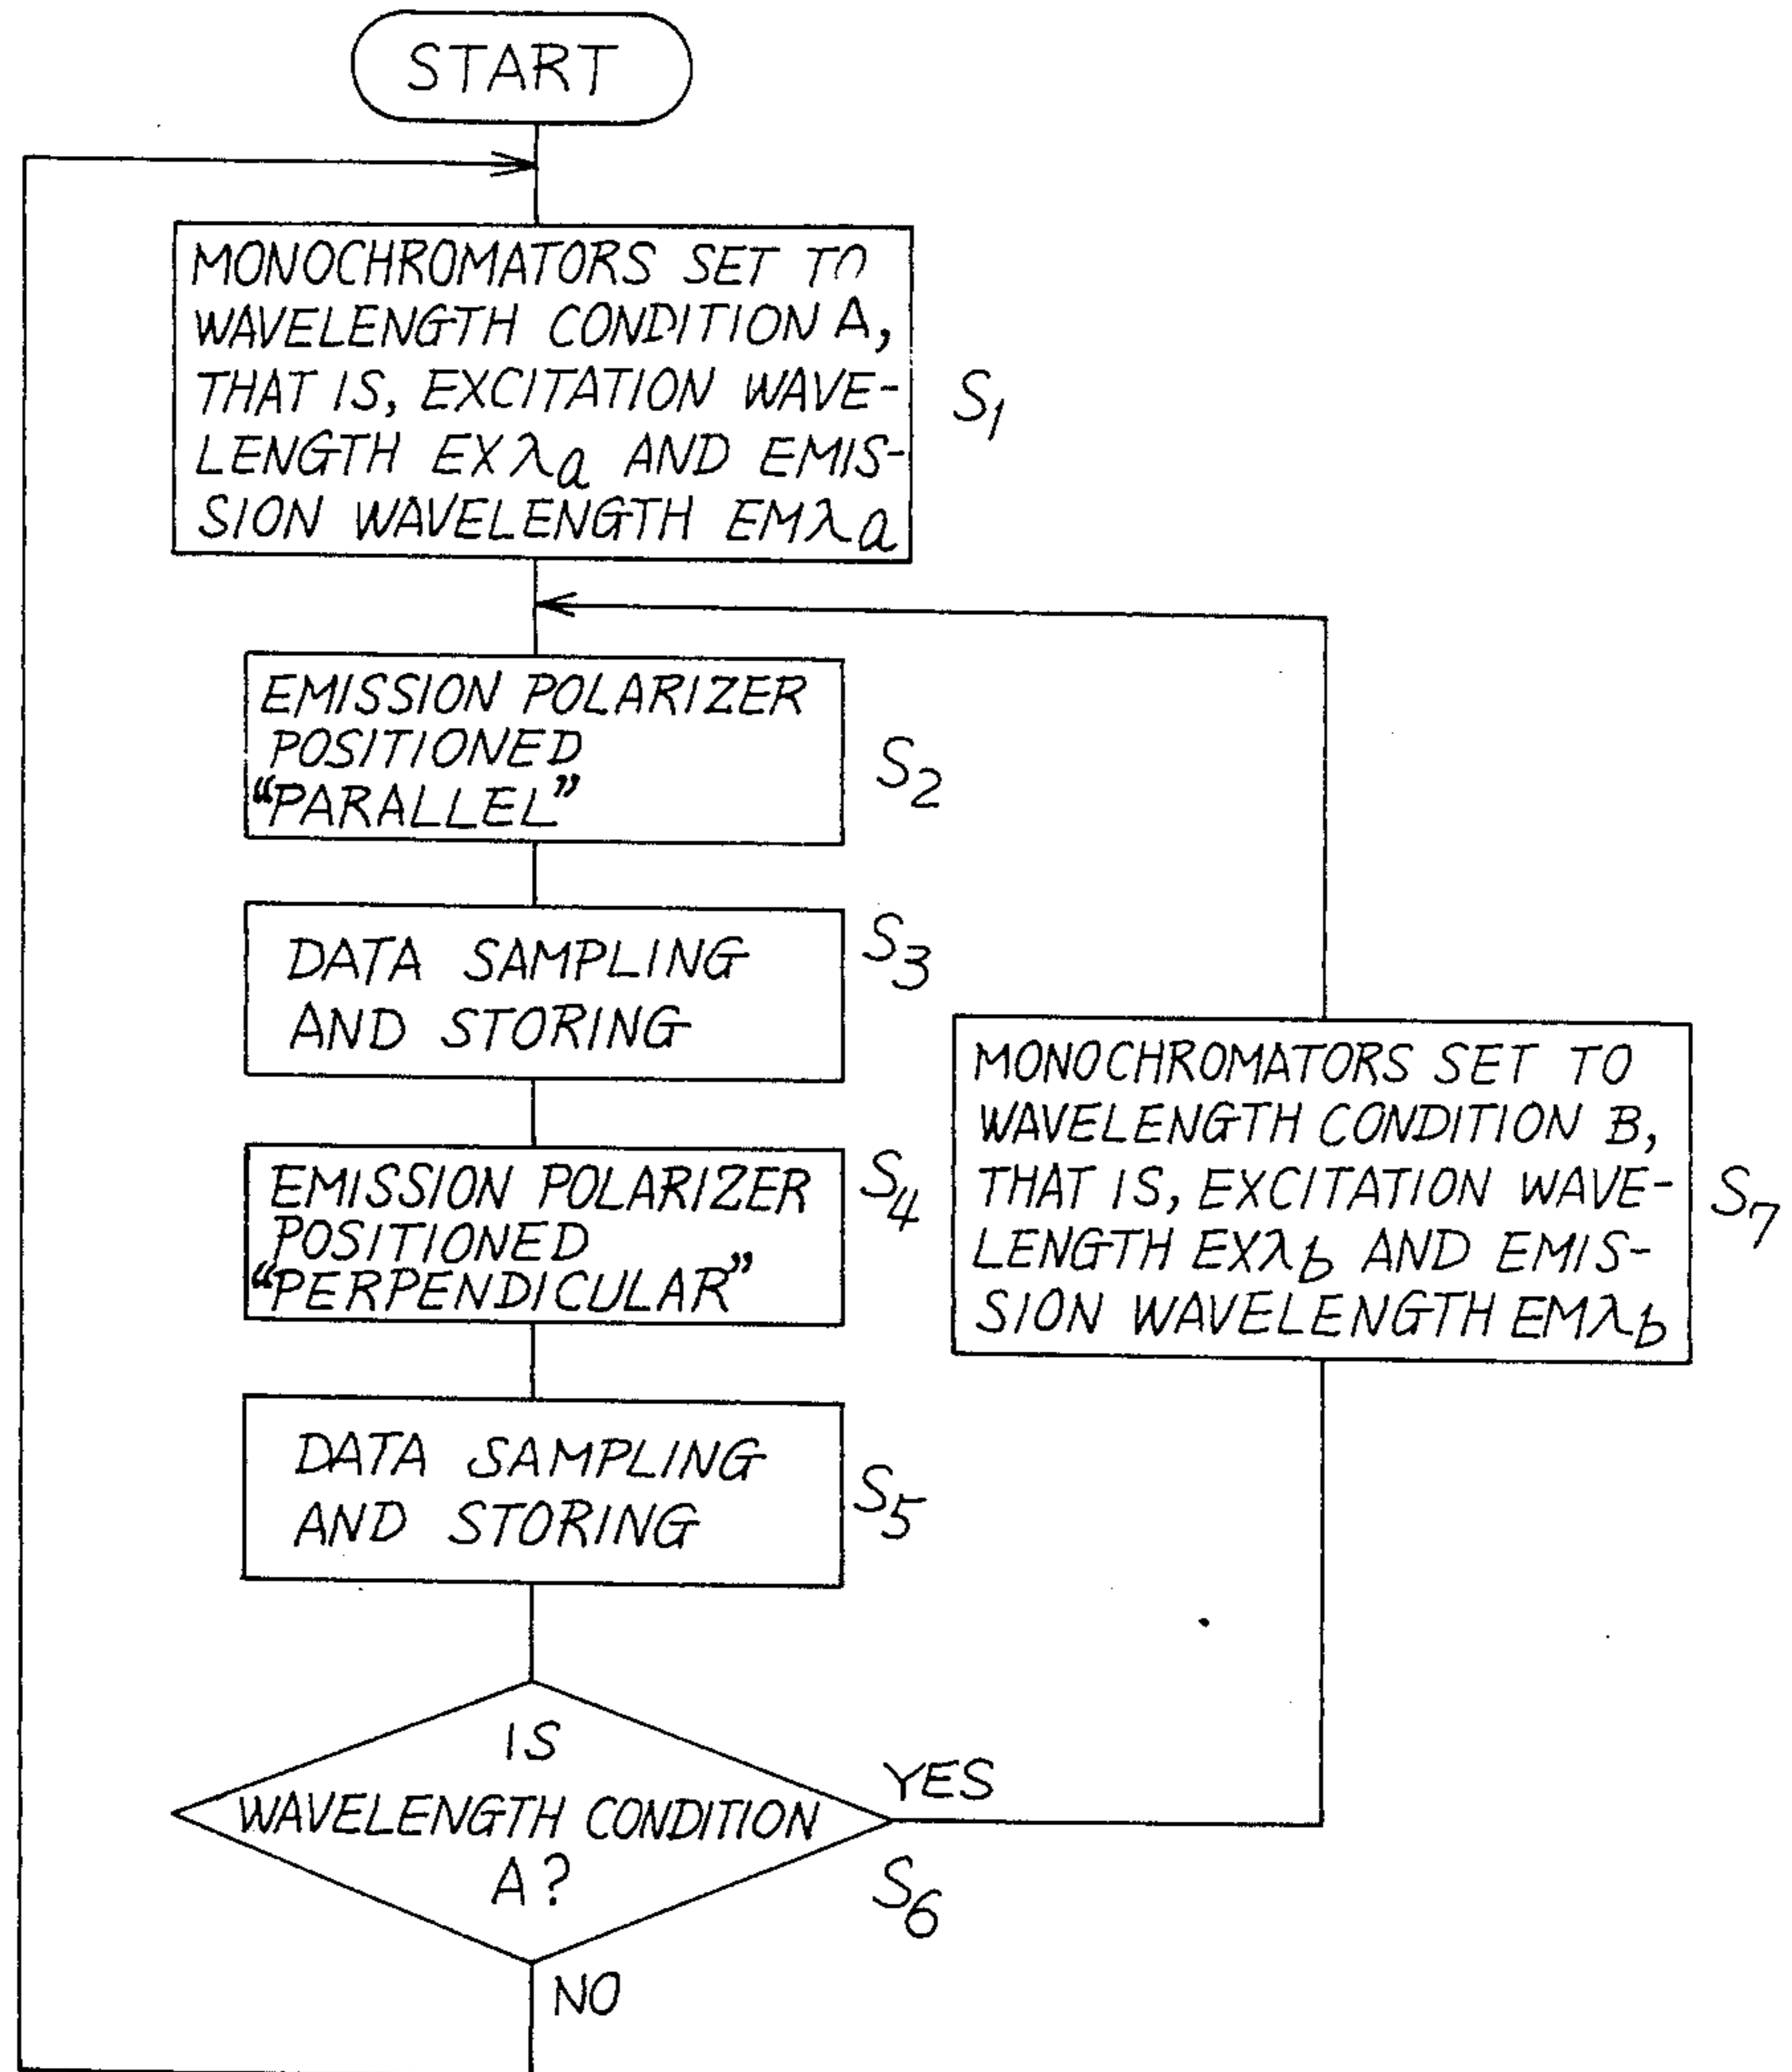 START
MONOCHROMATORS SET TO
WAVELENGTH CONDITION A,
THAT IS, EXCITATION WAVE-
LENGTH EXλa AND EMIS-
SION WAVELENGTH EMλa
S1
EMISSION POLARIZER
POSITIONED
“PARALLEL”
S2
DATA SAMPLING
AND STORING
S3
EMISSION POLARIZER
POSITIONED
“PERPENDICULAR”
S4
DATA SAMPLING
AND STORING
S5
MONOCHROMATORS SET TO
WAVELENGTH CONDITION B,
THAT IS, EXCITATION WAVE-
LENGTH EXλb AND EMIS-
SION WAVELENGTH EMλb
S7
IS
WAVELENGTH CONDITION
A?
YES
S6
NO